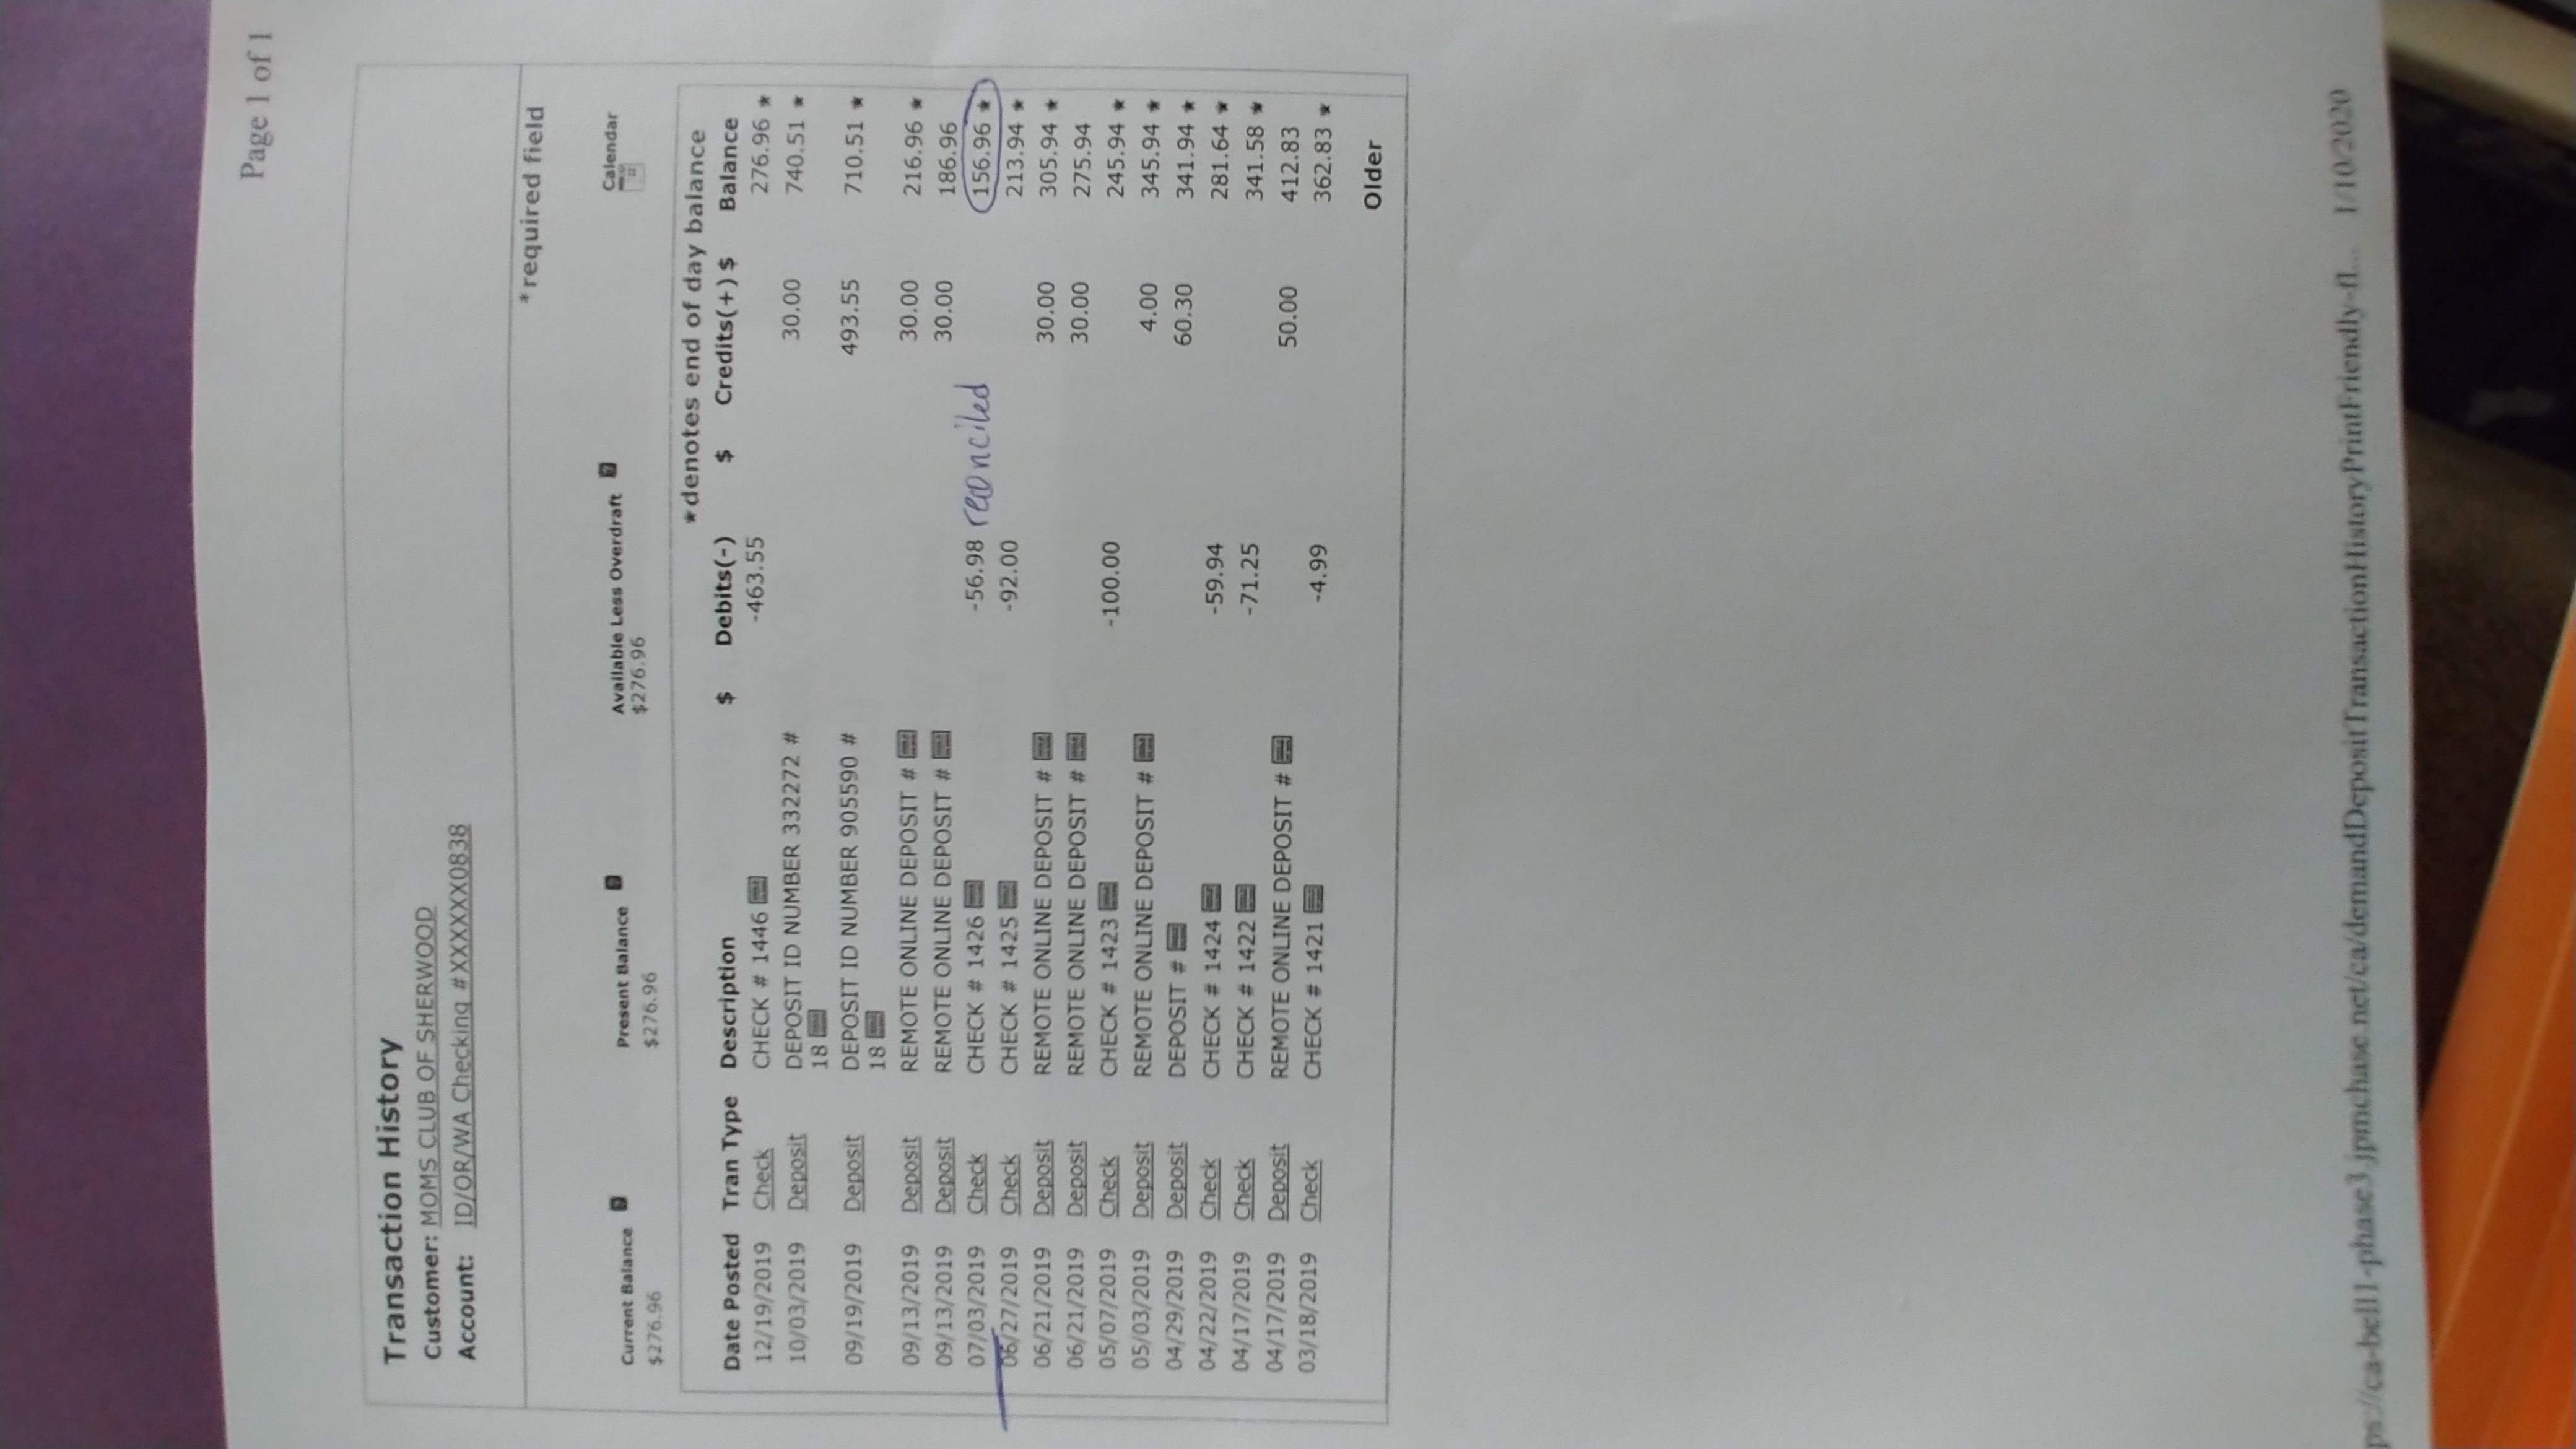 Page 1 of 1
Transaction History
Customer: MOMS CLUB OF SHERWOOD
Account: ID/OR/WA Checking #XXXXXX0838
*required field
Current Balance Present Balance Available Less Overdraft Calendar
$276.96 $276.96 $276.96
★denotes end of day balance
Date Posted Tran Type Description $ Debits(-) $ Credits(+) $ Balance
12/19/2019 Check CHECK # 1446 -463.55 276.96 ★
10/03/2019 Deposit DEPOSIT ID NUMBER 332272 # 30.00 740.51 ★
18
09/19/2019 Deposit DEPOSIT ID NUMBER 905590 # 493.55 710.51 ★
18
09/13/2019 Deposit REMOTE ONLINE DEPOSIT # 30.00 216.96 ★
09/13/2019 Deposit REMOTE ONLINE DEPOSIT # 30.00 186.96
07/03/2019 Check CHECK # 1426 -56.98 reconciled 156.96 ★
06/27/2019 Check CHECK # 1425 -92.00 213.94 ★
06/21/2019 Deposit REMOTE ONLINE DEPOSIT # 30.00 305.94 ★
06/21/2019 Deposit REMOTE ONLINE DEPOSIT # 30.00 275.94
05/07/2019 Check CHECK # 1423 -100.00 245.94 ★
05/03/2019 Deposit REMOTE ONLINE DEPOSIT # 4.00 345.94 ★
04/29/2019 Deposit DEPOSIT # 60.30 341.94 ★
04/22/2019 Check CHECK # 1424 -59.94 281.64 ★
04/17/2019 Check CHECK # 1422 -71.25 341.58 ★
04/17/2019 Deposit REMOTE ONLINE DEPOSIT # 50.00 412.83
03/18/2019 Check CHECK # 1421 -4.99 362.83 ★
Older
ps://ca-bell1-phase3.jpmchase.net/ca/demandDepositTransactionHistoryPrintFriendly-fl... 1/10/2020